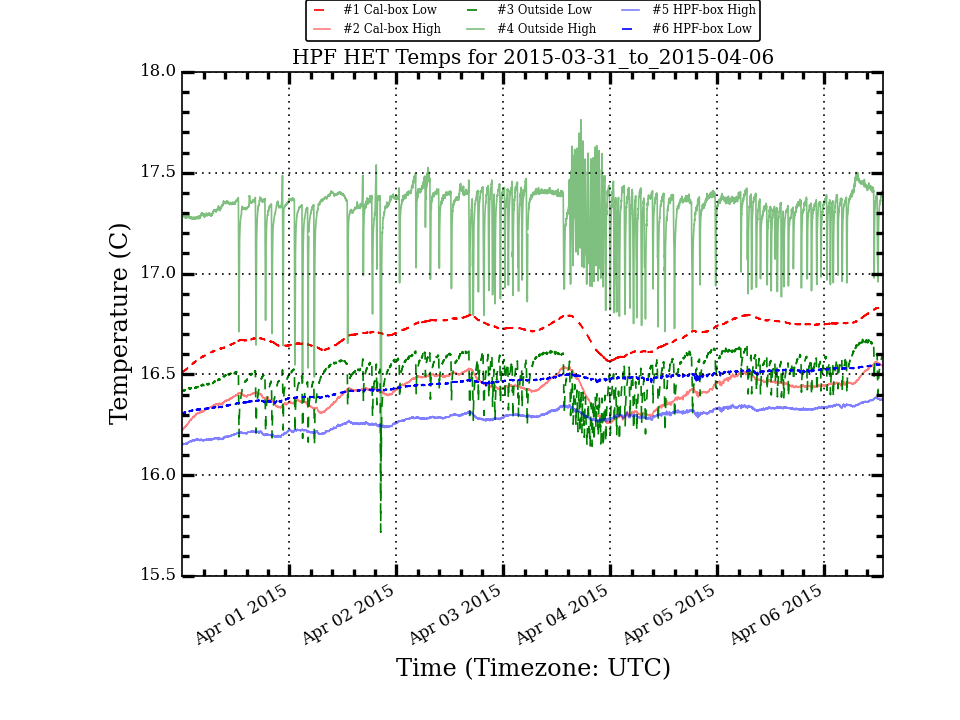 #1 Cal-box Low #3 Outside Low #5 HPF-box High
#2 Cal-box High #4 Outside High #6 HPF-box Low
HPF HET Temps for 2015-03-31_to_2015-04-06
18.0
17.5
17.0
16.5
16.0
15.5
Temperature (C)
Apr 01 2015 Apr 02 2015 Apr 03 2015 Apr 04 2015 Apr 05 2015 Apr 06 2015
Time (Timezone: UTC)